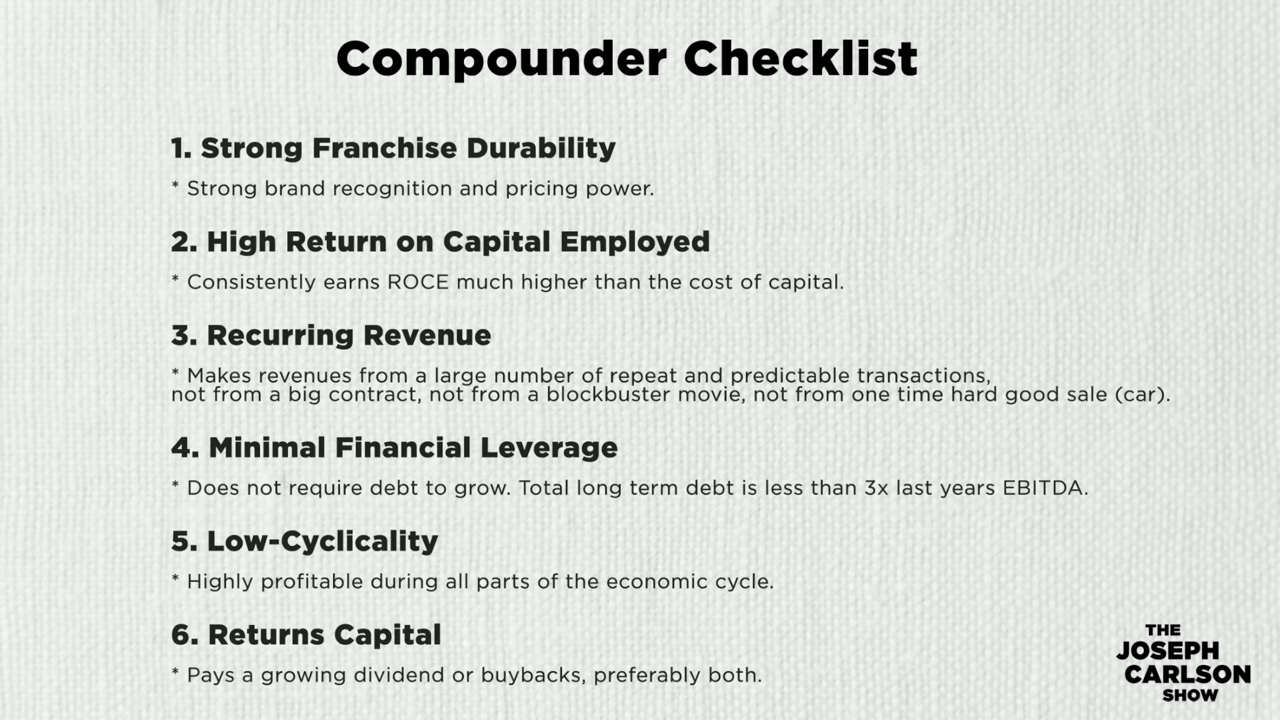 Compounder Checklist
1. Strong Franchise Durability
* Strong brand recognition and pricing power.
2. High Return on Capital Employed
* Consistently earns ROCE much higher than the cost of capital.
3. Recurring Revenue
* Makes revenues from a large number of repeat and predictable transactions,
not from a big contract, not from a blockbuster movie, not from one time hard good sale (car).
4. Minimal Financial Leverage
* Does not require debt to grow. Total long term debt is less than 3x last years EBITDA.
5. Low-Cyclicality
* Highly profitable during all parts of the economic cycle.
6. Returns Capital
* Pays a growing dividend or buybacks, preferably both.
THE
JOSEPH
CARLSON
SHOW